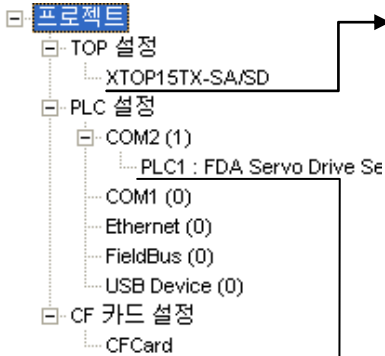 프로젝트
TOP 설정
XTOP15TX-SA/SD
PLC 설정
COM2 (1)
PLC1 : FDA Servo Drive Se
COM1 (0)
Ethernet (0)
FieldBus (0)
USB Device (0)
CF 카드 설정
CFCard